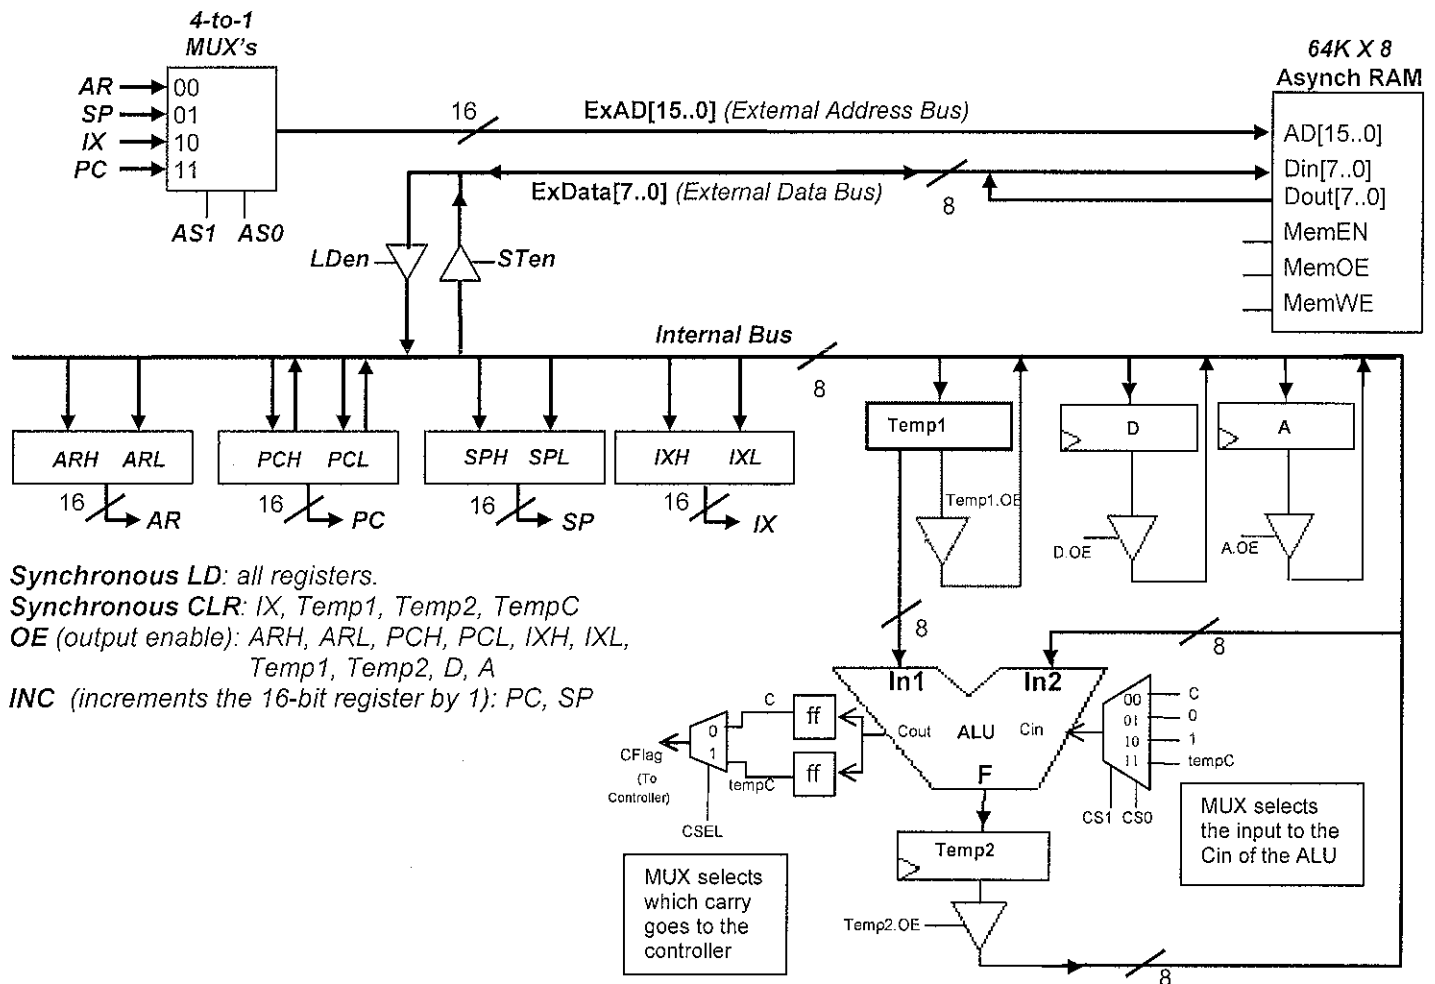 4-to-1
MUX's
AR
SP
IX
PC
00
01
10
11
AS1 AS0
16
ExAD[15..0] (External Address Bus)
ExData[7..0] (External Data Bus)
8
64K X 8
Asynch RAM
AD[15..0]
Din[7..0]
Dout[7..0]
MemEN
MemOE
MemWE
LDen
STen
Internal Bus
8
ARH ARL
PCH PCL
SPH SPL
IXH IXL
16
AR
16
PC
16
SP
16
IX
Temp1
D
A
Temp1.OE
D.OE
A.OE
Synchronous LD: all registers.
Synchronous CLR: IX, Temp1, Temp2, TempC
OE (output enable): ARH, ARL, PCH, PCL, IXH, IXL,
Temp1, Temp2, D, A
INC (increments the 16-bit register by 1): PC, SP
8
8
In1
In2
Cout
ALU
Cin
F
C
ff
ff
tempC
0
1
CFlag
(To
Controller)
CSEL
00
01
10
11
C
0
1
tempC
CS1 CS0
MUX selects
the input to the
Cin of the ALU
MUX selects
which carry
goes to the
controller
Temp2
Temp2.OE
8